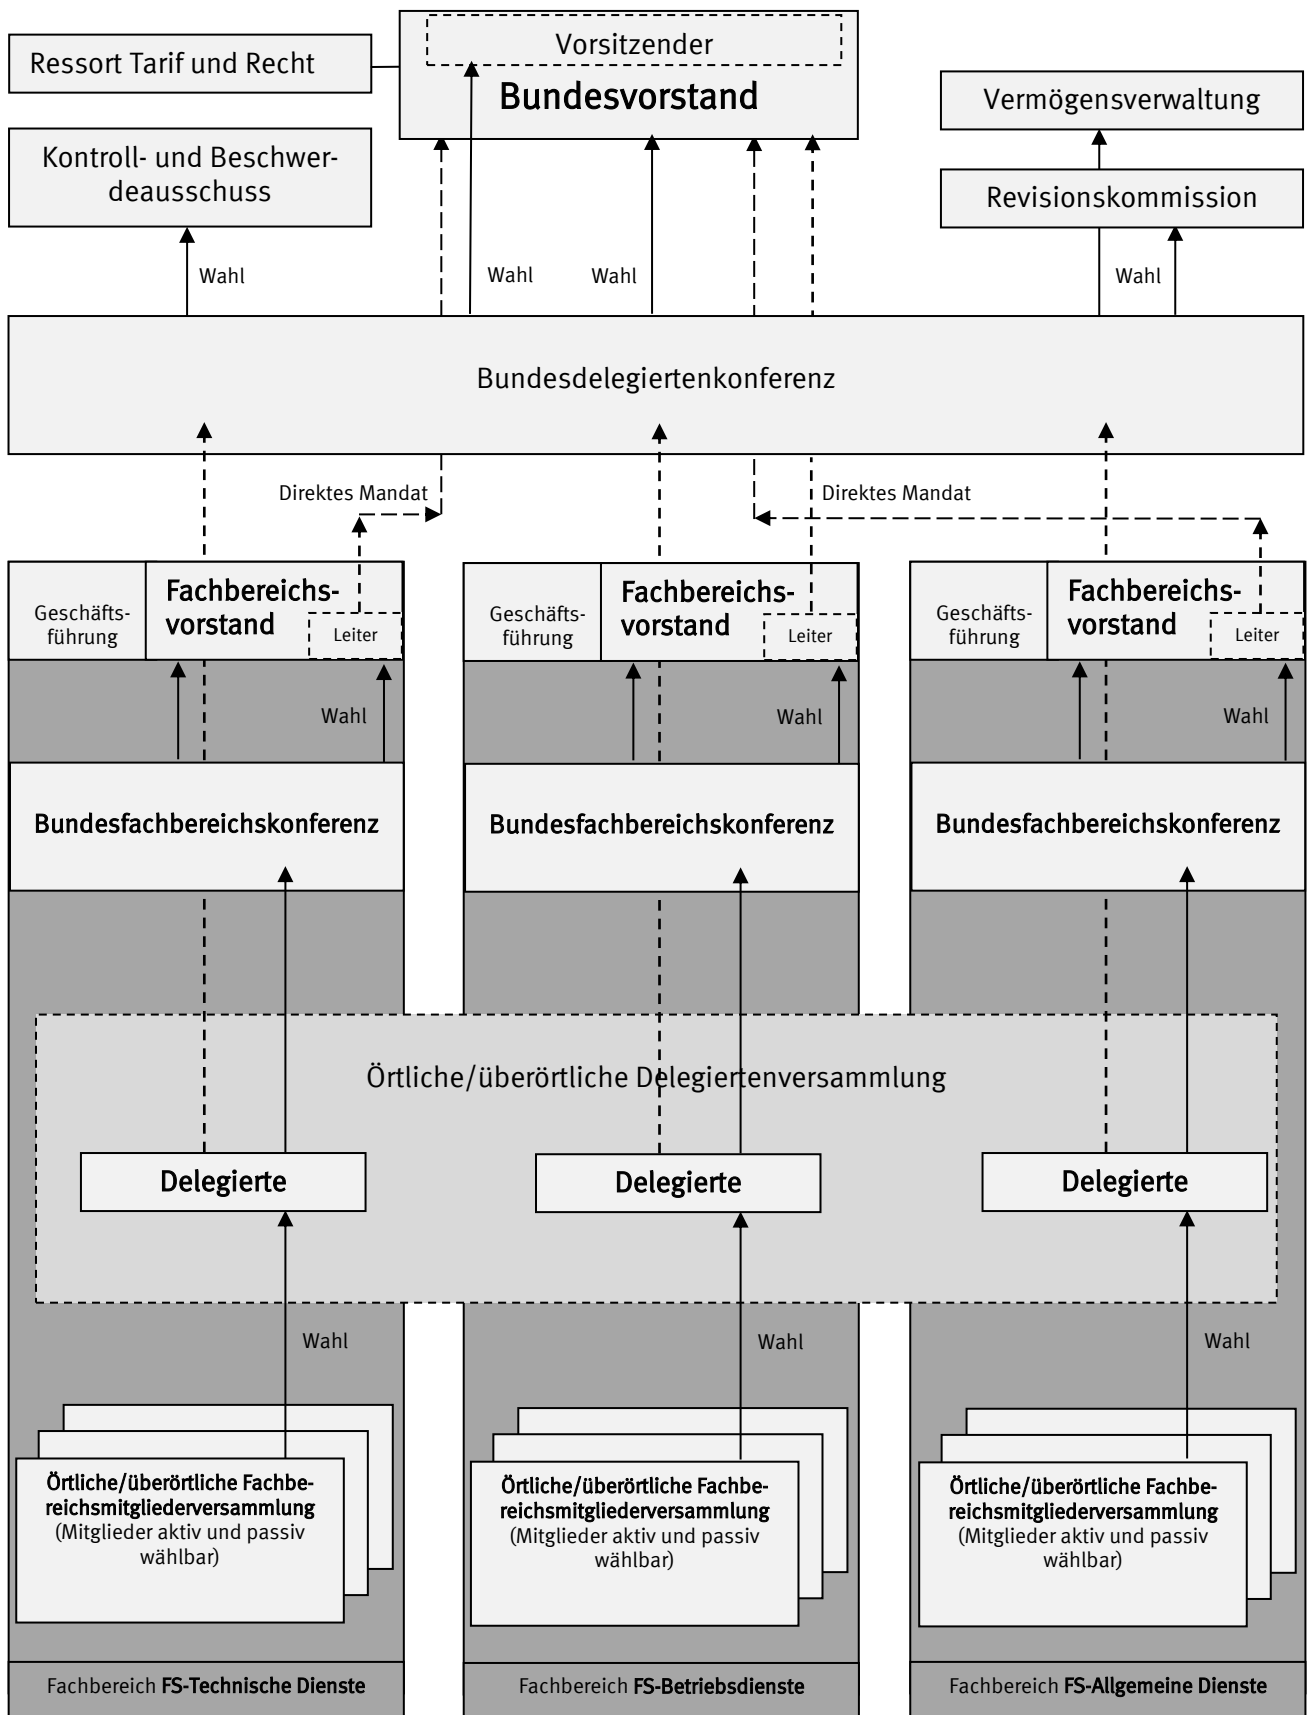 Vorsitzender
Ressort Tarif und Recht
Bundesvorstand
Vermögensverwaltung
Kontroll- und Beschwer-
deausschuss
Revisionskommission
Wahl
Wahl
Wahl
Wahl
Bundesdelegiertenkonferenz
Direktes Mandat
Direktes Mandat
Geschäfts-
führung
Fachbereichs-
vorstand
Leiter
Geschäfts-
führung
Fachbereichs-
vorstand
Leiter
Geschäfts-
führung
Fachbereichs-
vorstand
Leiter
Wahl
Wahl
Wahl
Bundesfachbereichskonferenz
Bundesfachbereichskonferenz
Bundesfachbereichskonferenz
Örtliche/überörtliche Delegiertenversammlung
Delegierte
Delegierte
Delegierte
Wahl
Wahl
Wahl
Örtliche/überörtliche Fachbe-
reichsmitgliederversammlung
(Mitglieder aktiv und passiv
wählbar)
Örtliche/überörtliche Fachbe-
reichsmitgliederversammlung
(Mitglieder aktiv und passiv
wählbar)
Örtliche/überörtliche Fachbe-
reichsmitgliederversammlung
(Mitglieder aktiv und passiv
wählbar)
Fachbereich FS-Technische Dienste
Fachbereich FS-Betriebsdienste
Fachbereich FS-Allgemeine Dienste